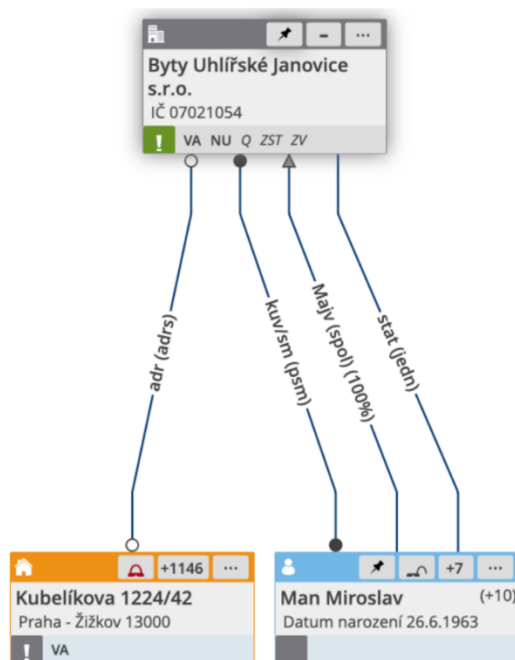 Byty Uhlířské Janovice
s.r.o.
IČ 07021054
! VA NU Q ZST ZV
adr (adrs)
kuv/sm (psm)
Majv (spol) (100%)
stat (jedn)
+1146 ...
Kubelíkova 1224/42
Praha - Žižkov 13000
! VA
+7 ...
Man Miroslav (+10)
Datum narození 26.6.1963